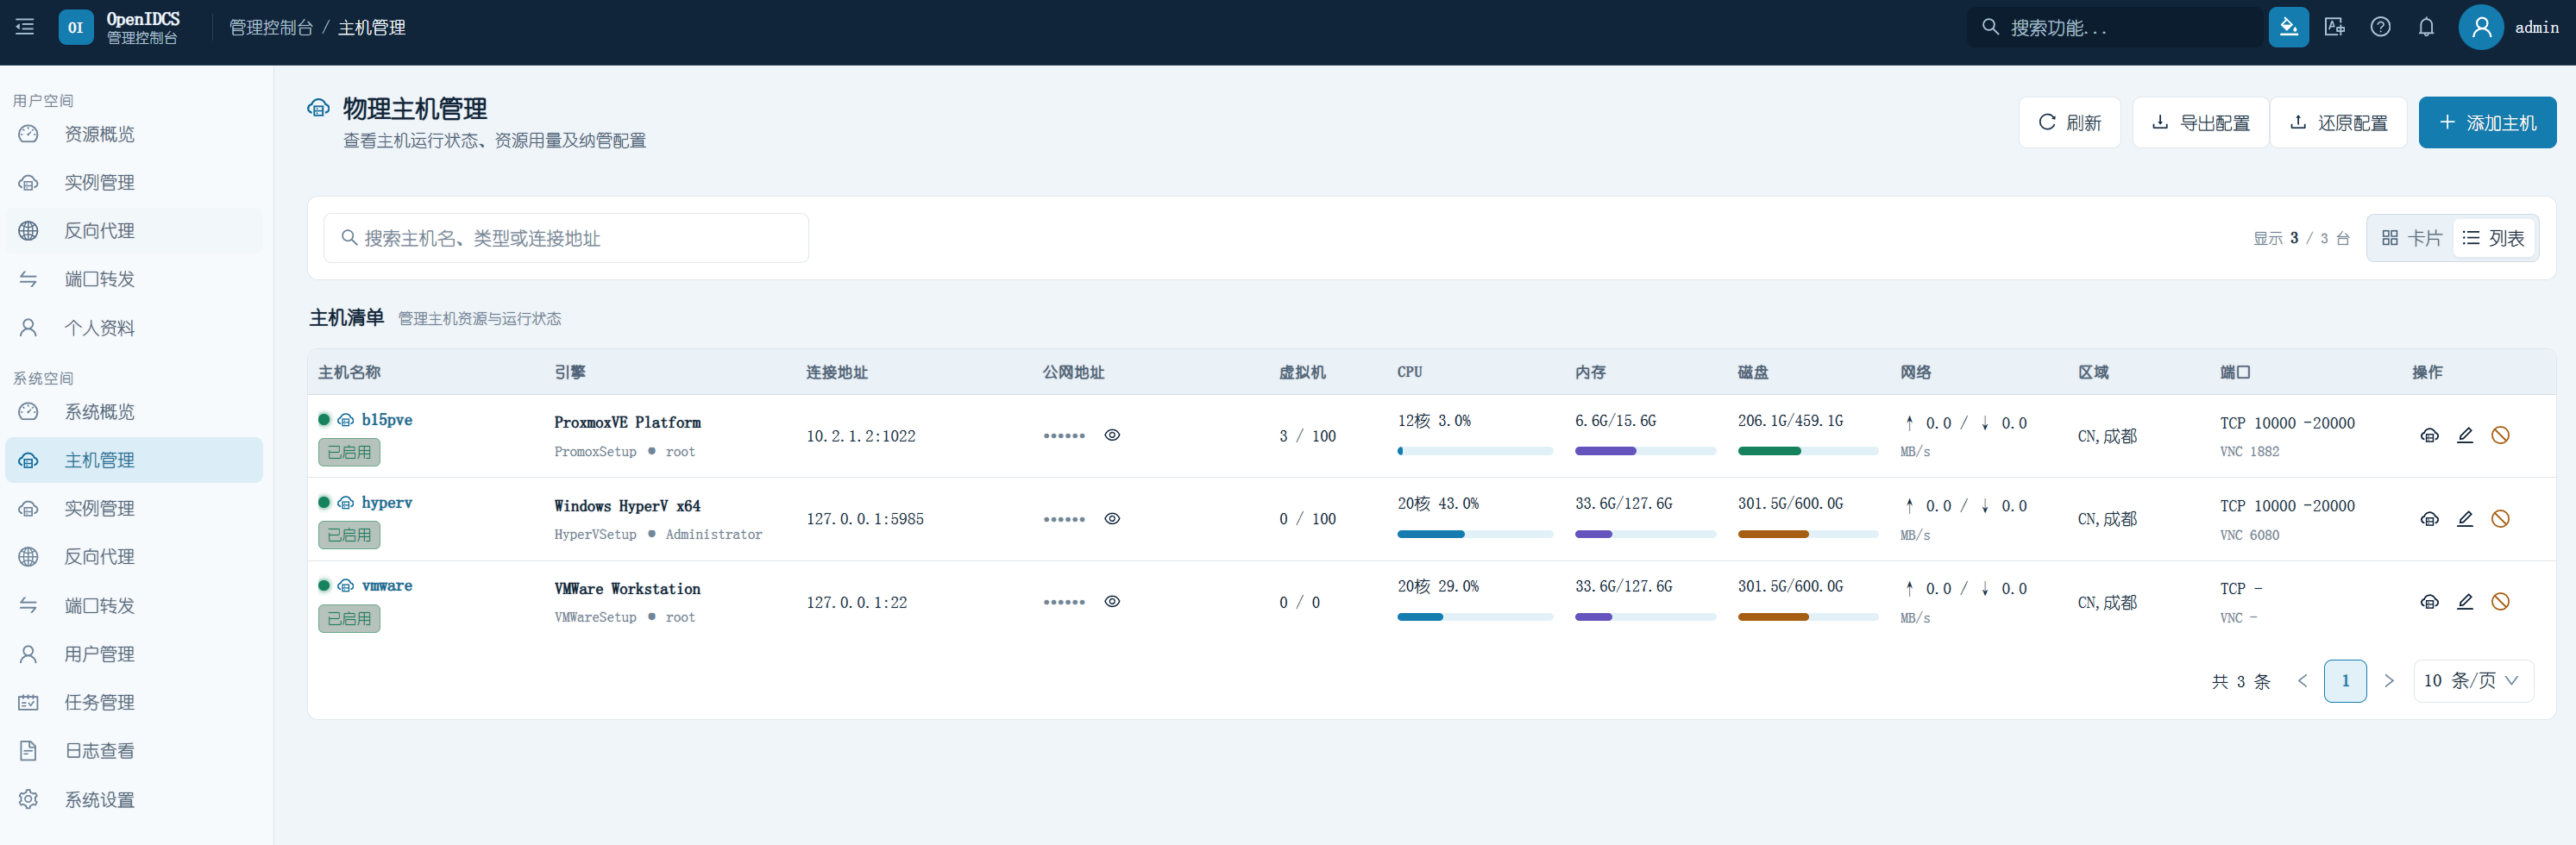 OI
OpenIDCS
管理控制台
管理控制台 / 主机管理
搜索功能...
admin
用户空间
资源概览
实例管理
反向代理
端口转发
个人资料
系统空间
系统概览
主机管理
实例管理
反向代理
端口转发
用户管理
任务管理
日志查看
系统设置
物理主机管理
查看主机运行状态、资源用量及纳管配置
刷新
导出配置
还原配置
添加主机
搜索主机名、类型或连接地址
显示 3 / 3 台
卡片
列表
主机清单 管理主机资源与运行状态
主机名称 引擎 连接地址 公网地址 虚拟机 CPU 内存 磁盘 网络 区域 端口 操作
bl5pve
已启用
ProxmoxVE Platform
PromoxSetup ● root
10.2.1.2:1022
••••••
3 / 100
12核 3.0%
6.6G/15.6G
206.1G/459.1G
↑ 0.0 / ↓ 0.0
MB/s
CN,成都
TCP 10000 -20000
VNC 1882
hyperv
已启用
Windows HyperV x64
HyperVSetup ● Administrator
127.0.0.1:5985
••••••
0 / 100
20核 43.0%
33.6G/127.6G
301.5G/600.0G
↑ 0.0 / ↓ 0.0
MB/s
CN,成都
TCP 10000 -20000
VNC 6080
vmware
已启用
VMWare Workstation
VMWareSetup ● root
127.0.0.1:22
••••••
0 / 0
20核 29.0%
33.6G/127.6G
301.5G/600.0G
↑ 0.0 / ↓ 0.0
MB/s
CN,成都
TCP -
VNC -
共 3 条
1
10 条/页